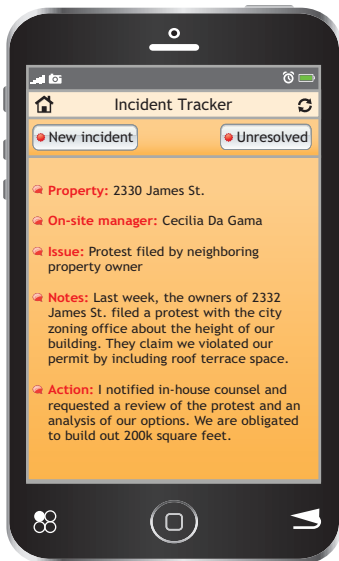 Incident Tracker
New incident
Unresolved
Property: 2330 James St.
On-site manager: Cecilia Da Gama
Issue: Protest filed by neighboring
property owner
Notes: Last week, the owners of 2332
James St. filed a protest with the city
zoning office about the height of our
building. They claim we violated our
permit by including roof terrace space.
Action: I notified in-house counsel and
requested a review of the protest and an
analysis of our options. We are obligated
to build out 200k square feet.